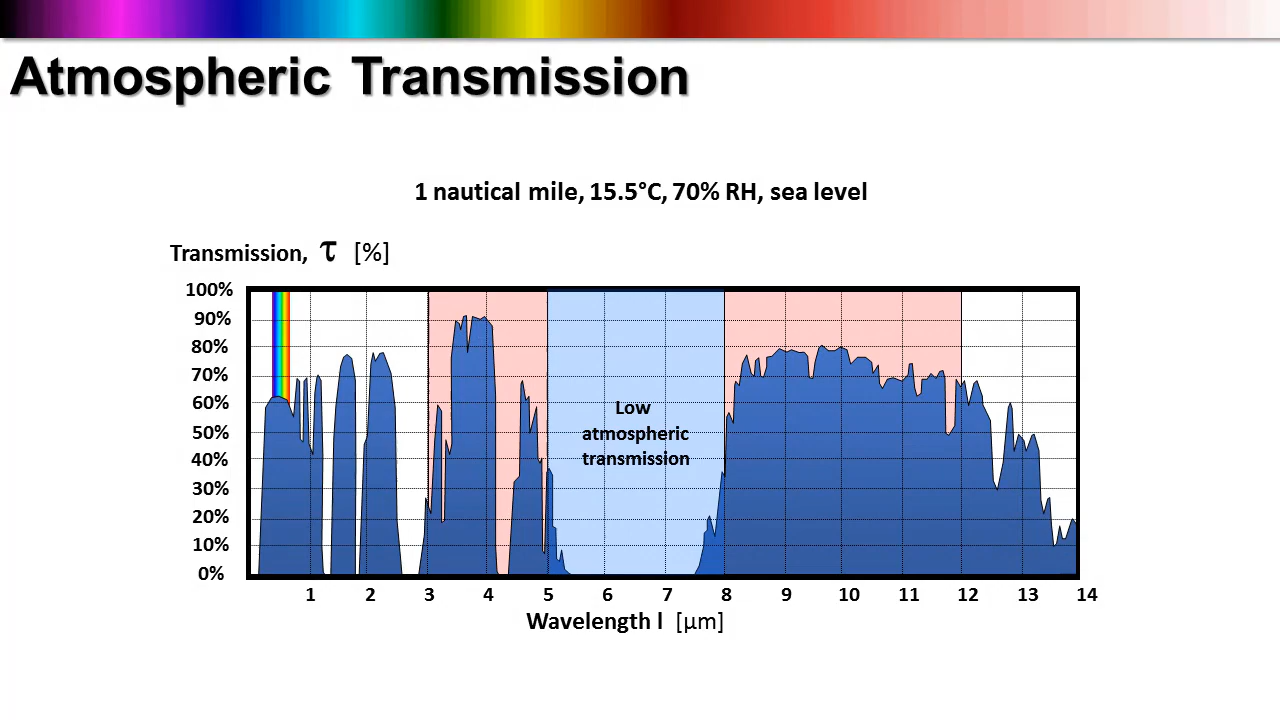 Atmospheric Transmission
1 nautical mile, 15.5°C, 70% RH, sea level
Transmission, τ [%]
100%
90%
80%
70%
60%
50%
40%
30%
20%
10%
0%
Low
atmospheric
transmission
1 2 3 4 5 6 7 8 9 10 11 12 13 14
Wavelength l [µm]